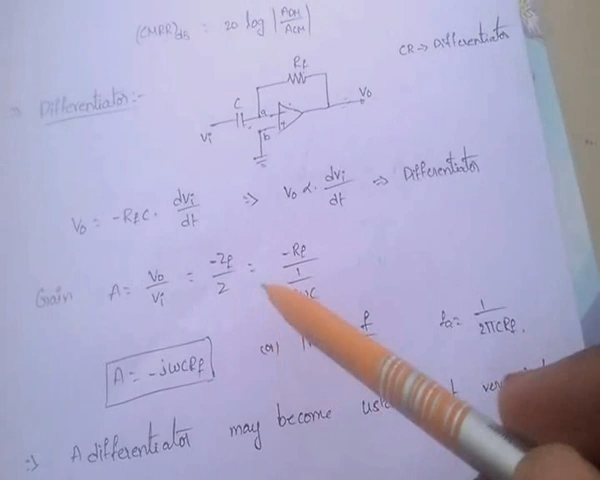 (CMRR)dB : 20 log |ADM/ACM|
CR => Differentiator
=> Differentiator:-
Rf
C
Vi
a
b
-
+
Vo
Vo = -RfC. dVi/dt => Vo α. dVi/dt => Differentiator
Gain A = Vo/Vi = -Zf/Z = -Rf/1
A = -jωCRf
(or) f
fa = 1/2πCRf.
=> A differentiator may become